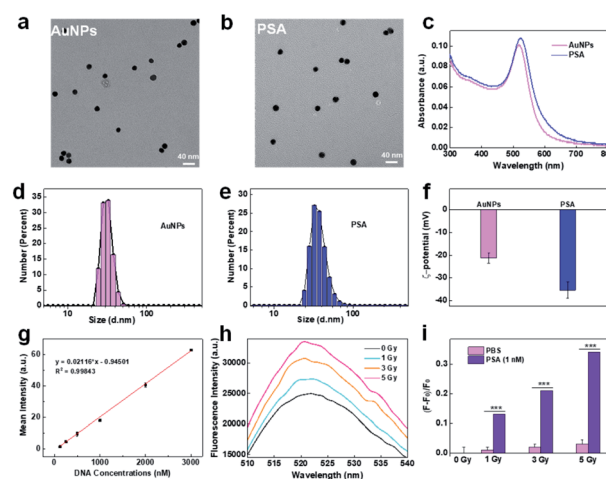 a
AuNPs
40 nm
b
PSA
40 nm
c
AuNPs
PSA
0.10
0.08
0.06
0.04
0.02
0.00
Absorbance (a.u.)
300 400 500 600 700 800
Wavelength (nm)
d
AuNPs
35
30
25
20
15
10
5
0
Number (Percent)
10 100
Size (d.nm)
e
PSA
30
25
20
15
10
5
0
Number (Percent)
10 100
Size (d.nm)
f
AuNPs PSA
0
-10
-20
-30
-40
ζ-potential (mV)
g
y = 0.02116*x - 0.94501
R² = 0.99843
60
40
20
0
Mean Intensity (a.u.)
0 1000 2000 3000
DNA Concentrations (nM)
h
0 Gy
1 Gy
3 Gy
5 Gy
30000
25000
20000
15000
Fluorescence Intensity (a.u.)
510 515 520 525 530 535 540
Wavelength (nm)
i
PBS
PSA (1 nM)
***
***
***
0.4
0.2
0.0
(F-F₀)/F₀
0 Gy 1 Gy 3 Gy 5 Gy